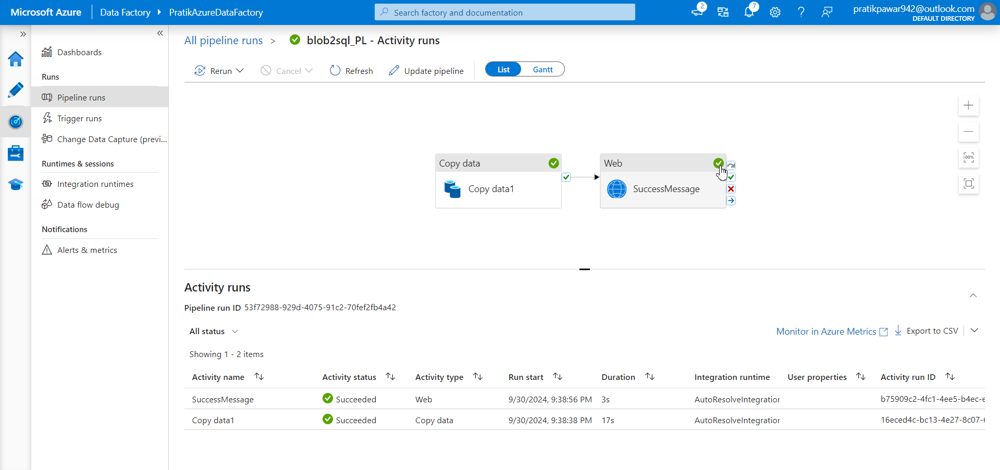 Microsoft Azure
Data Factory
PratikAzureDataFactory
Search factory and documentation
2
7
pratikpawar942@outlook.com
DEFAULT DIRECTORY
Dashboards
Runs
Pipeline runs
Trigger runs
Change Data Capture (previ...
Runtimes & sessions
Integration runtimes
Data flow debug
Notifications
Alerts & metrics
All pipeline runs > blob2sql_PL - Activity runs
Rerun
Cancel
Refresh
Update pipeline
List
Gantt
Copy data
Copy data1
Web
SuccessMessage
100%
Activity runs
Pipeline run ID 53f72988-929d-4075-91c2-70fef2fb4a42
All status
Monitor in Azure Metrics
Export to CSV
Showing 1 - 2 items
Activity name Activity status Activity type Run start Duration Integration runtime User properties Activity run ID
SuccessMessage Succeeded Web 9/30/2024, 9:38:56 PM 3s AutoResolveIntegration b75909c2-4fc1-4ee5-b4ec-e
Copy data1 Succeeded Copy data 9/30/2024, 9:38:38 PM 17s AutoResolveIntegration 16eced4c-bc13-4e27-8c07-6